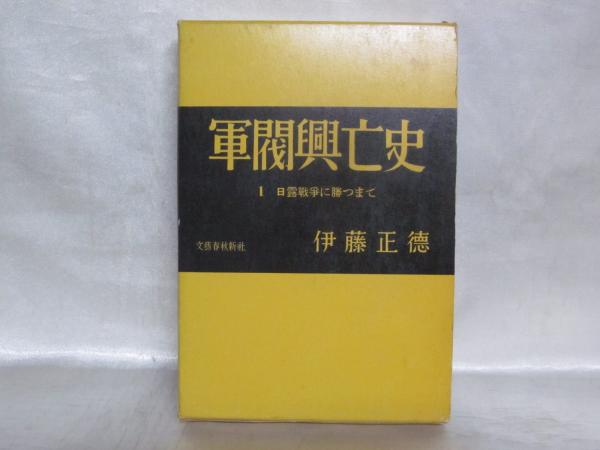 軍閥興亡史
1 日露戰爭に勝つまで
伊藤正德
文藝春秋新社